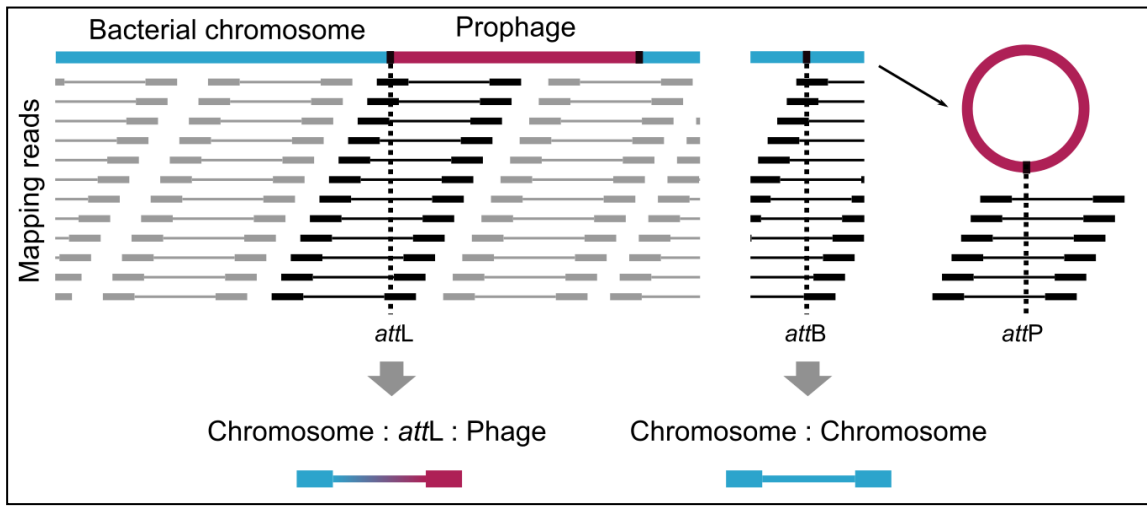 Bacterial chromosome
Prophage
Mapping reads
attL
attB
attP
Chromosome : attL : Phage
Chromosome : Chromosome